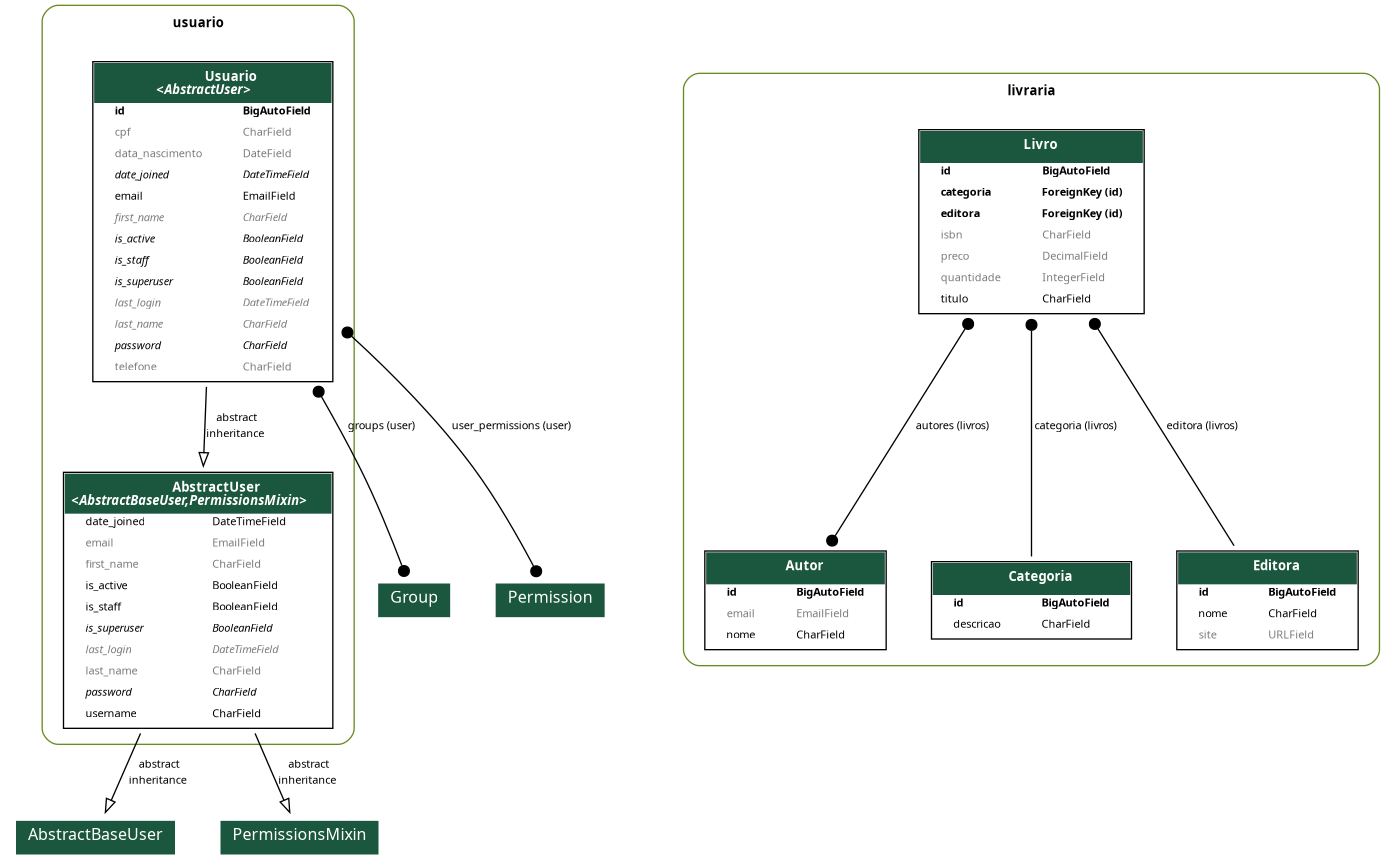 usuario
Usuario
<AbstractUser>
id BigAutoField
cpf CharField
data_nascimento DateField
date_joined DateTimeField
email EmailField
first_name CharField
is_active BooleanField
is_staff BooleanField
is_superuser BooleanField
last_login DateTimeField
last_name CharField
password CharField
telefone CharField
abstract
inheritance
groups (user)
user_permissions (user)
AbstractUser
<AbstractBaseUser,PermissionsMixin>
date_joined DateTimeField
email EmailField
first_name CharField
is_active BooleanField
is_staff BooleanField
is_superuser BooleanField
last_login DateTimeField
last_name CharField
password CharField
username CharField
Group
Permission
abstract
inheritance
abstract
inheritance
AbstractBaseUser
PermissionsMixin
livraria
Livro
id BigAutoField
categoria ForeignKey (id)
editora ForeignKey (id)
isbn CharField
preco DecimalField
quantidade IntegerField
titulo CharField
autores (livros)
categoria (livros)
editora (livros)
Autor
id BigAutoField
email EmailField
nome CharField
Categoria
id BigAutoField
descricao CharField
Editora
id BigAutoField
nome CharField
site URLField